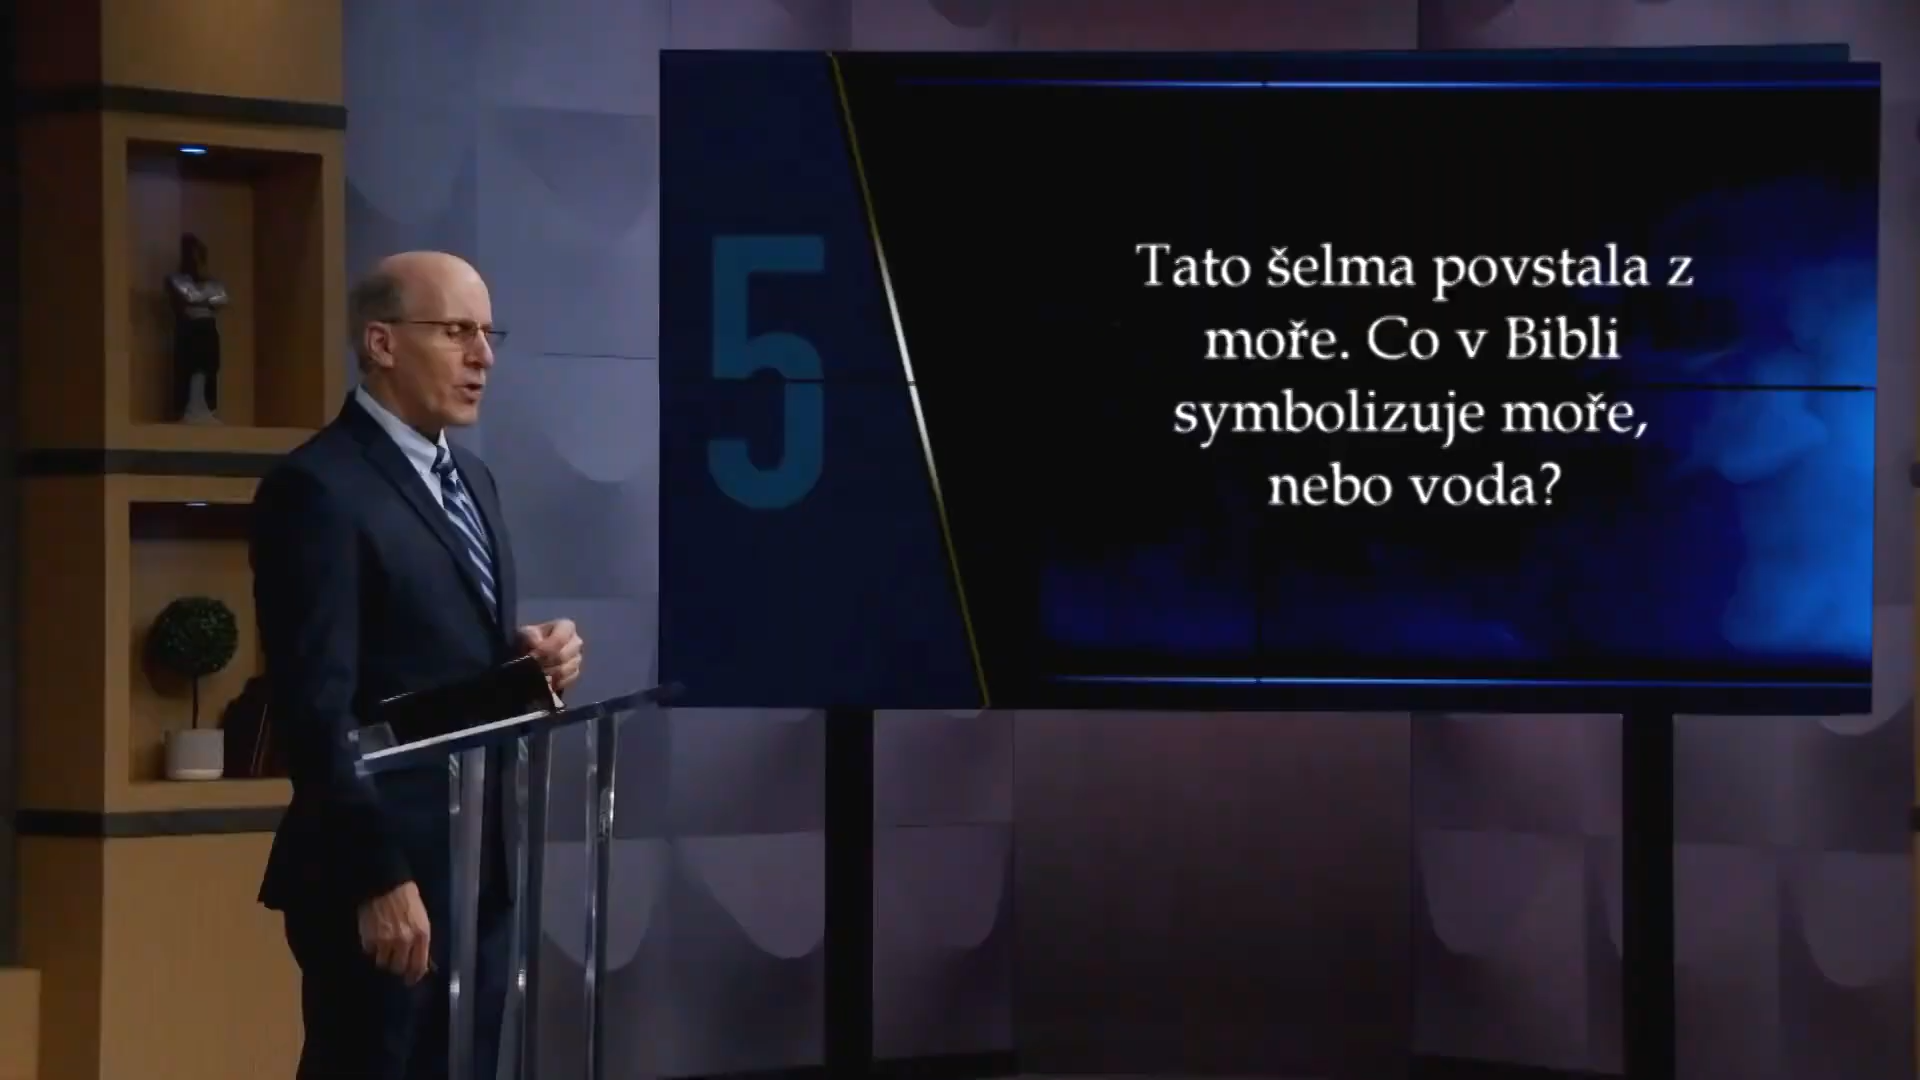 5
Tato šelma povstala z
moře. Co v Bibli
symbolizuje moře,
nebo voda?